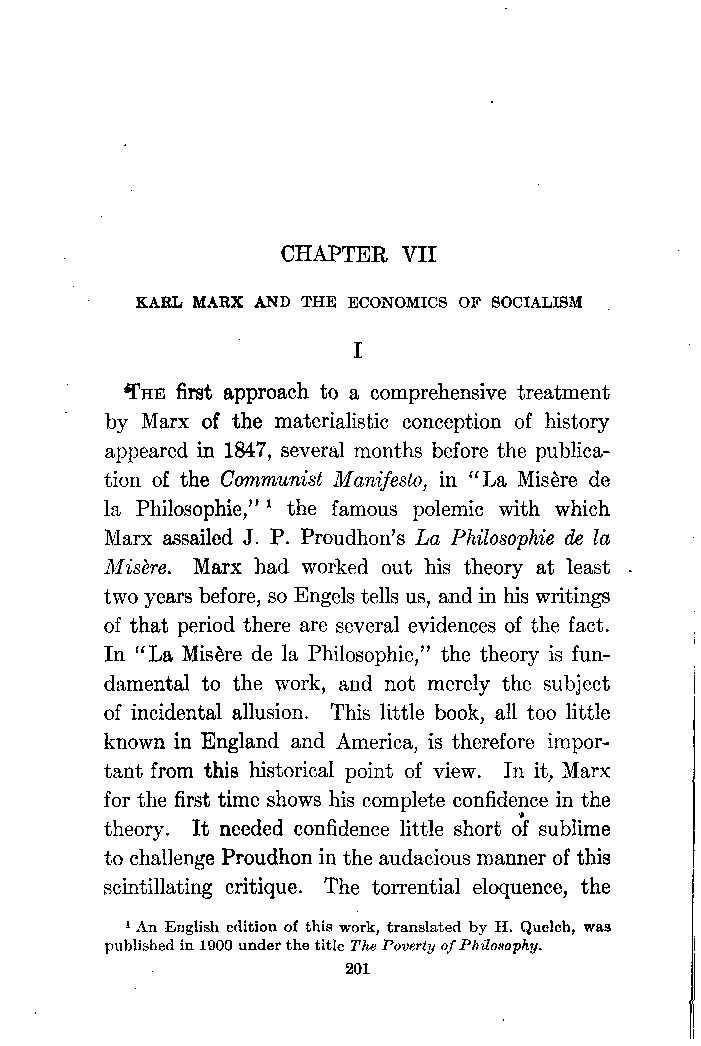 CHAPTER VII
KARL MARX AND THE ECONOMICS OF SOCIALISM
I
THE first approach to a comprehensive treatment
by Marx of the materialistic conception of history
appeared in 1847, several months before the publica-
tion of the Communist Manifesto, in "La Misère de
la Philosophie," ¹ the famous polemic with which
Marx assailed J. P. Proudhon's La Philosophie de la
Misère. Marx had worked out his theory at least
two years before, so Engels tells us, and in his writings
of that period there are several evidences of the fact.
In "La Misère de la Philosophie," the theory is fun-
damental to the work, and not merely the subject
of incidental allusion. This little book, all too little
known in England and America, is therefore impor-
tant from this historical point of view. In it, Marx
for the first time shows his complete confidence in the
theory. It needed confidence little short of sublime
to challenge Proudhon in the audacious manner of this
scintillating critique. The torrential eloquence, the
¹ An English edition of this work, translated by H. Quelch, was
published in 1900 under the title The Poverty of Philosophy.
201